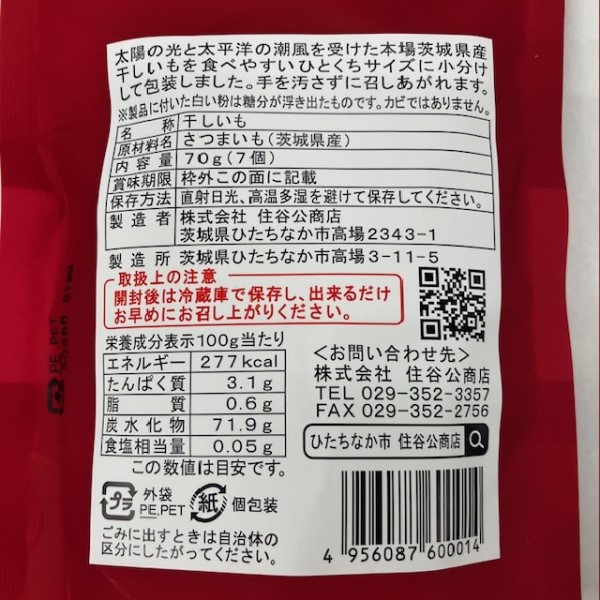 太陽の光と太平洋の潮風を受けた本場茨城県産
干しいもを食べやすいひとくちサイズに小分け
して包装しました。手を汚さずに召しあがれます。
※製品に付いた白い粉は糖分が浮き出たものです。カビではありません。
名 称 干しいも
原材料名 さつまいも(茨城県産)
内 容 量 70g(7個)
賞味期限 枠外この面に記載
保存方法 直射日光、高温多湿を避けて保存してください。
製 造 者 株式会社 住谷公商店
茨城県ひたちなか市高場2343-1
製 造 所 茨城県ひたちなか市高場3-11-5
取扱上の注意
開封後は冷蔵庫で保存し、出来るだけ
お早めにお召し上がりください。
栄養成分表示100g当たり
エネルギー 277kcal
たんぱく質 3.1g
脂 質 0.6g
炭水化物 71.9g
食塩相当量 0.05g
この数値は目安です。
プラ 外袋 PE,PET
紙 個包装
ごみに出すときは自治体の
区分にしたがってください。
<お問い合わせ先>
株式会社 住谷公商店
TEL 029-352-3357
FAX 029-352-2756
ひたちなか市 住谷公商店
4 956087 600014
PE, PET